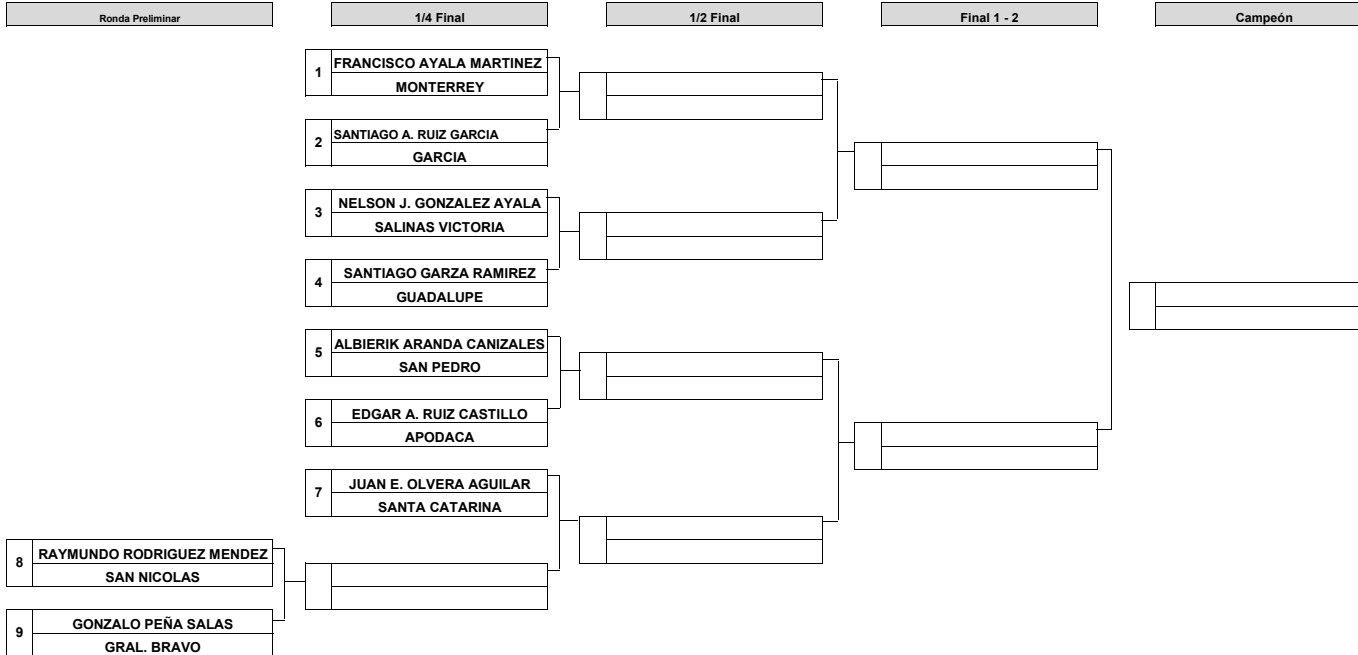 Ronda Preliminar
1/4 Final
1/2 Final
Final 1 - 2
Campeón
1
FRANCISCO AYALA MARTINEZ
MONTERREY
2
SANTIAGO A. RUIZ GARCIA
GARCIA
3
NELSON J. GONZALEZ AYALA
SALINAS VICTORIA
4
SANTIAGO GARZA RAMIREZ
GUADALUPE
5
ALBIERIK ARANDA CANIZALES
SAN PEDRO
6
EDGAR A. RUIZ CASTILLO
APODACA
7
JUAN E. OLVERA AGUILAR
SANTA CATARINA
8
RAYMUNDO RODRIGUEZ MENDEZ
SAN NICOLAS
9
GONZALO PEÑA SALAS
GRAL. BRAVO